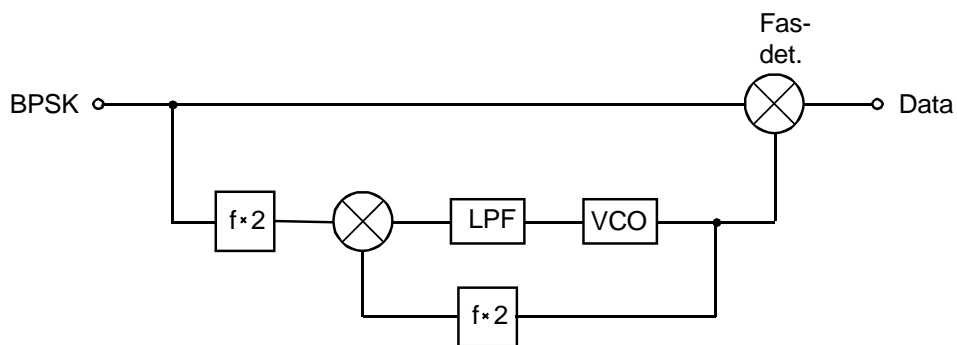 Fas-
det.
BPSK
Data
f×2
LPF
VCO
f×2